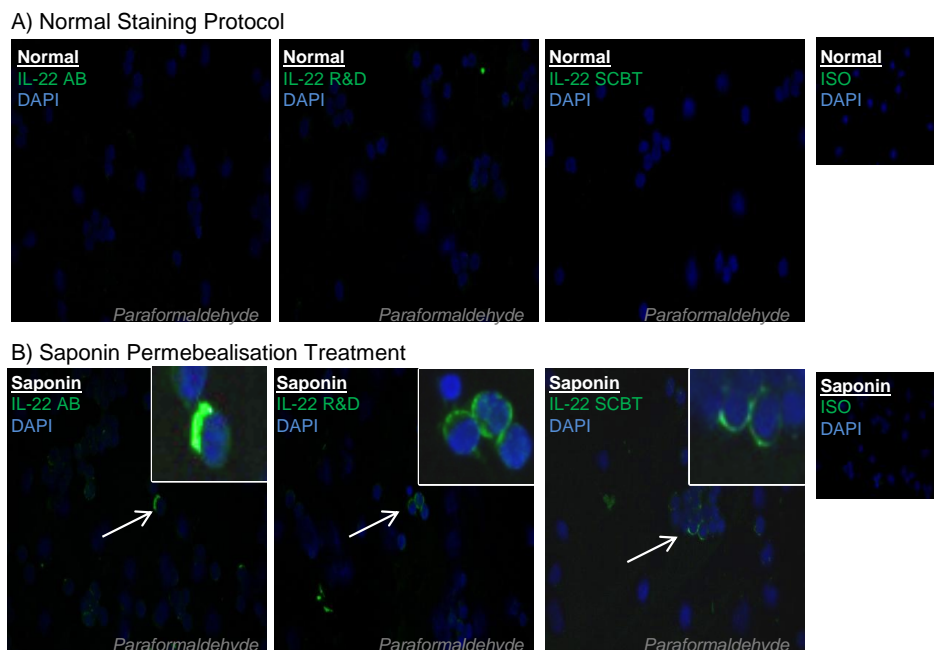 A) Normal Staining Protocol
Normal
IL-22 AB
DAPI
Paraformaldehyde
Normal
IL-22 R&D
DAPI
Paraformaldehyde
Normal
IL-22 SCBT
DAPI
Paraformaldehyde
Normal
ISO
DAPI
B) Saponin Permebealisation Treatment
Saponin
IL-22 AB
DAPI
Paraformaldehyde
Saponin
IL-22 R&D
DAPI
Paraformaldehyde
Saponin
IL-22 SCBT
DAPI
Paraformaldehyde
Saponin
ISO
DAPI